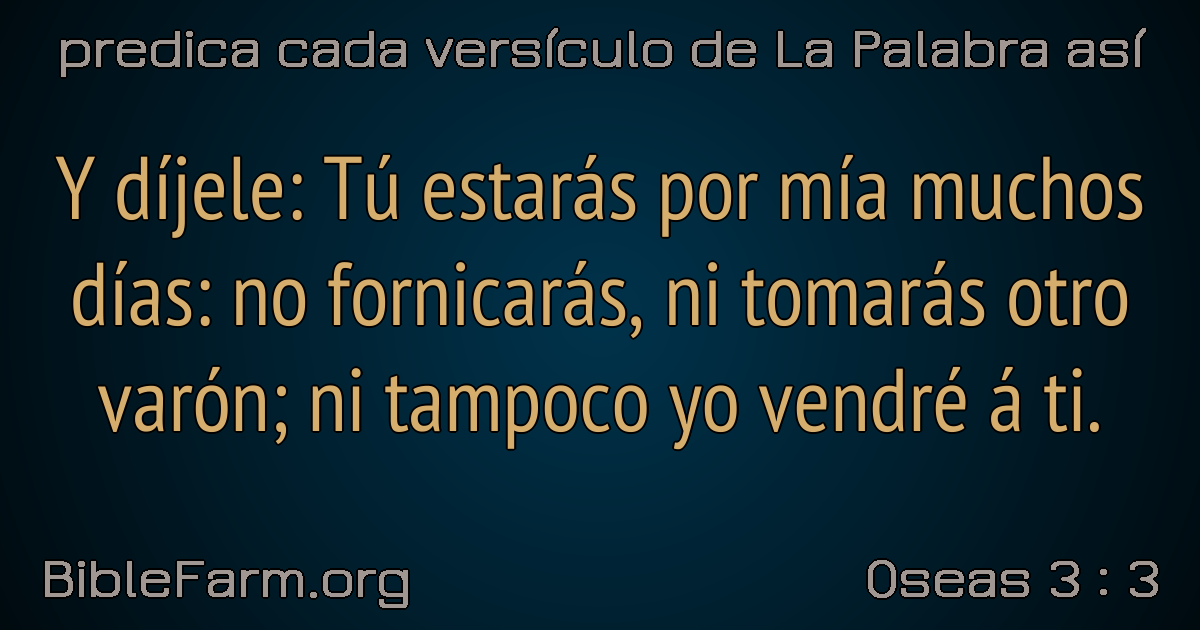 predica cada versículo de La Palabra así
Y díjele: Tú estarás por mía muchos
días: no fornicarás, ni tomarás otro
varón; ni tampoco yo vendré á ti.
BibleFarm.org
Oseas 3 : 3